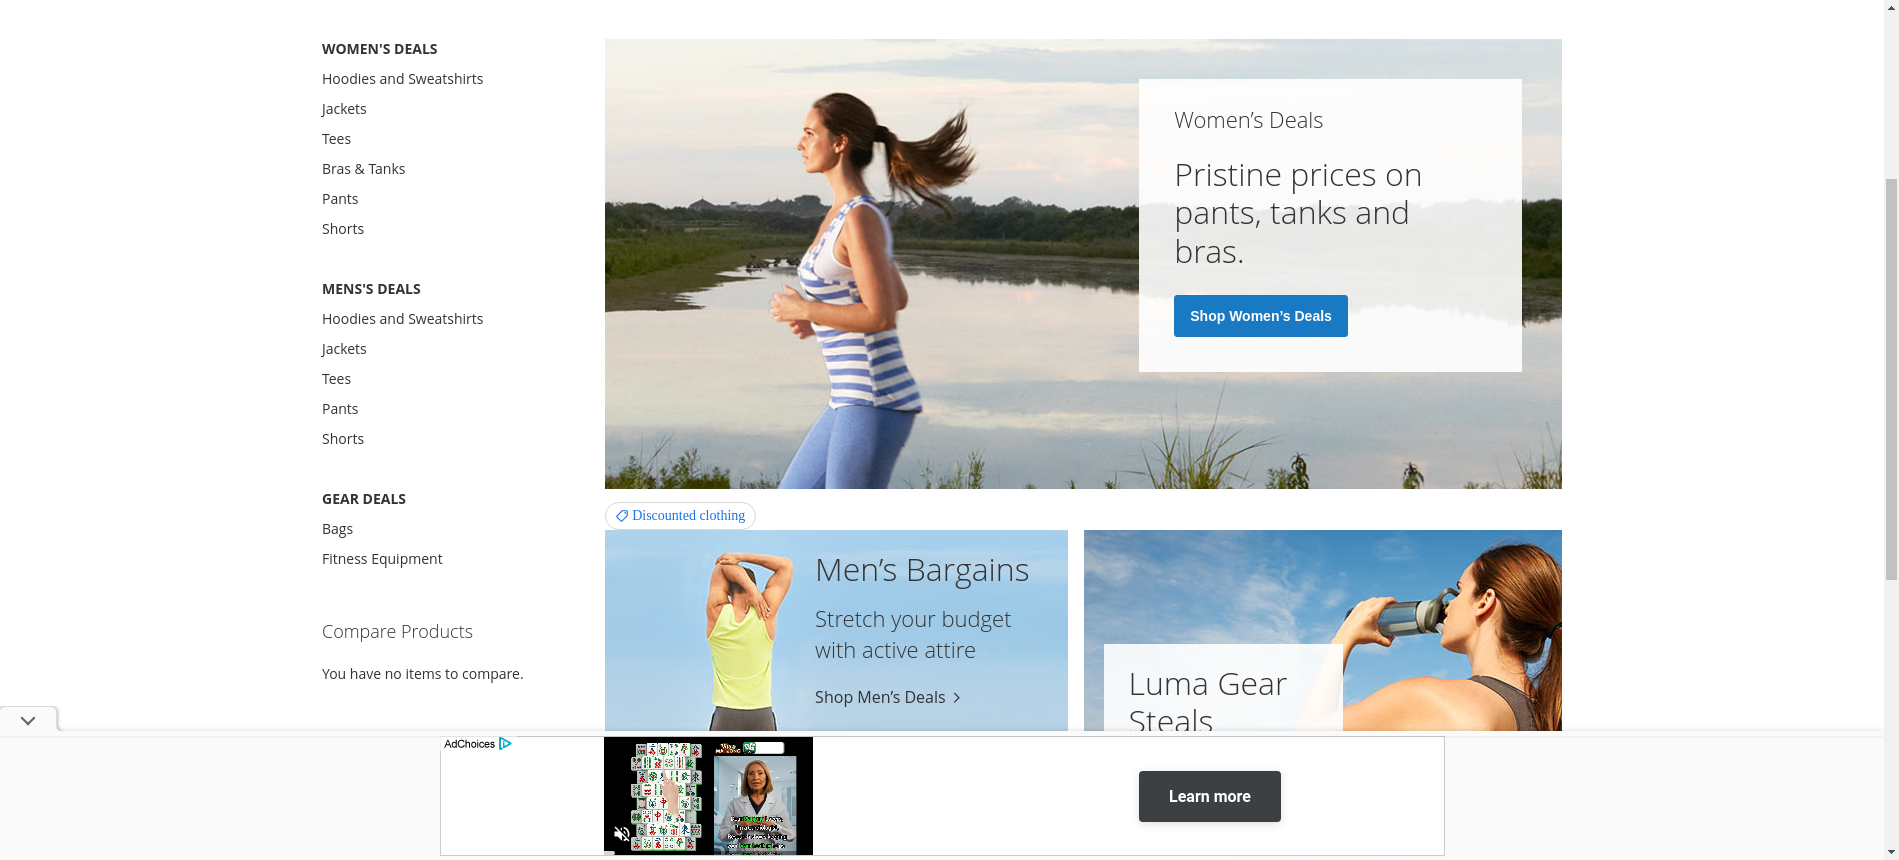 WOMEN'S DEALS
Hoodies and Sweatshirts
Jackets
Tees
Bras & Tanks
Pants
Shorts
MENS'S DEALS
Hoodies and Sweatshirts
Jackets
Tees
Pants
Shorts
GEAR DEALS
Bags
Fitness Equipment
Compare Products
You have no items to compare.
Women’s Deals
Pristine prices on
pants, tanks and
bras.
Shop Women’s Deals
Discounted clothing
Men’s Bargains
Stretch your budget
with active attire
Shop Men’s Deals
Luma Gear
Steals
AdChoices
Learn more